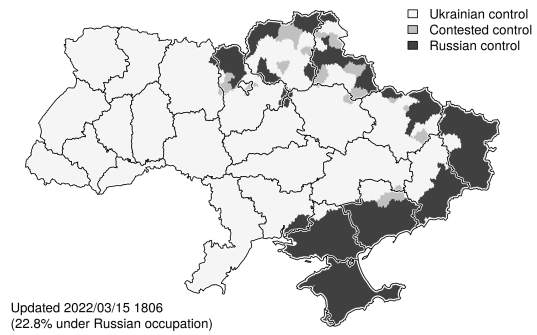 Ukrainian control
Contested control
Russian control
Updated 2022/03/15 1806
(22.8% under Russian occupation)